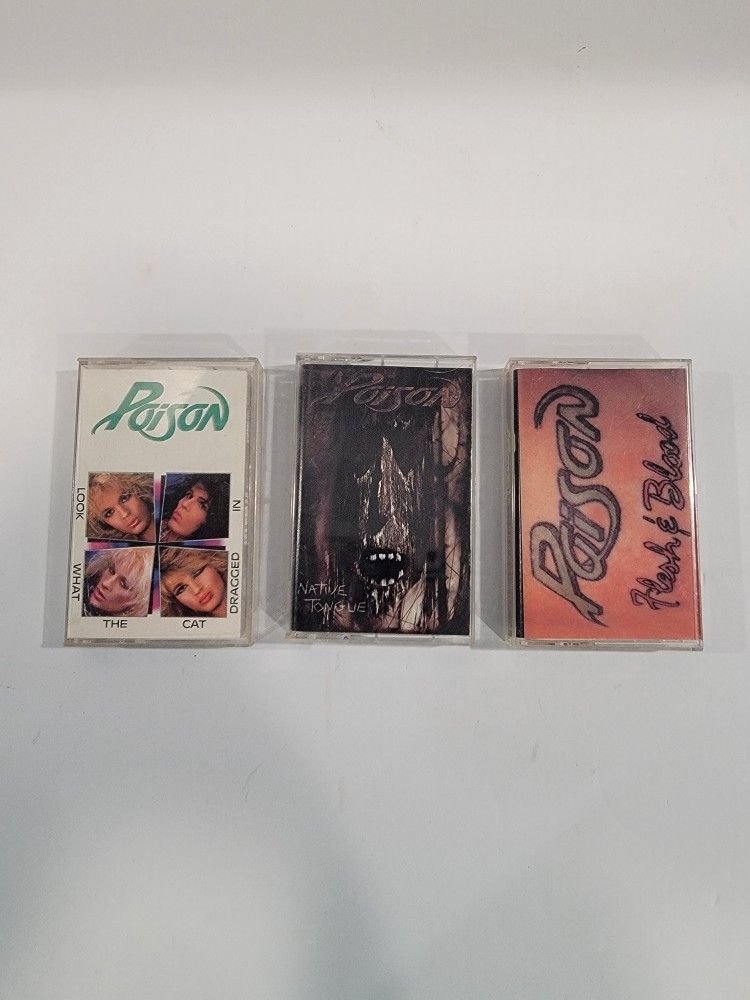 Poison
LOOK
WHAT
THE
CAT
DRAGGED
IN
Poison
NATIVE
TONGUE
Poison
Flesh & Blood